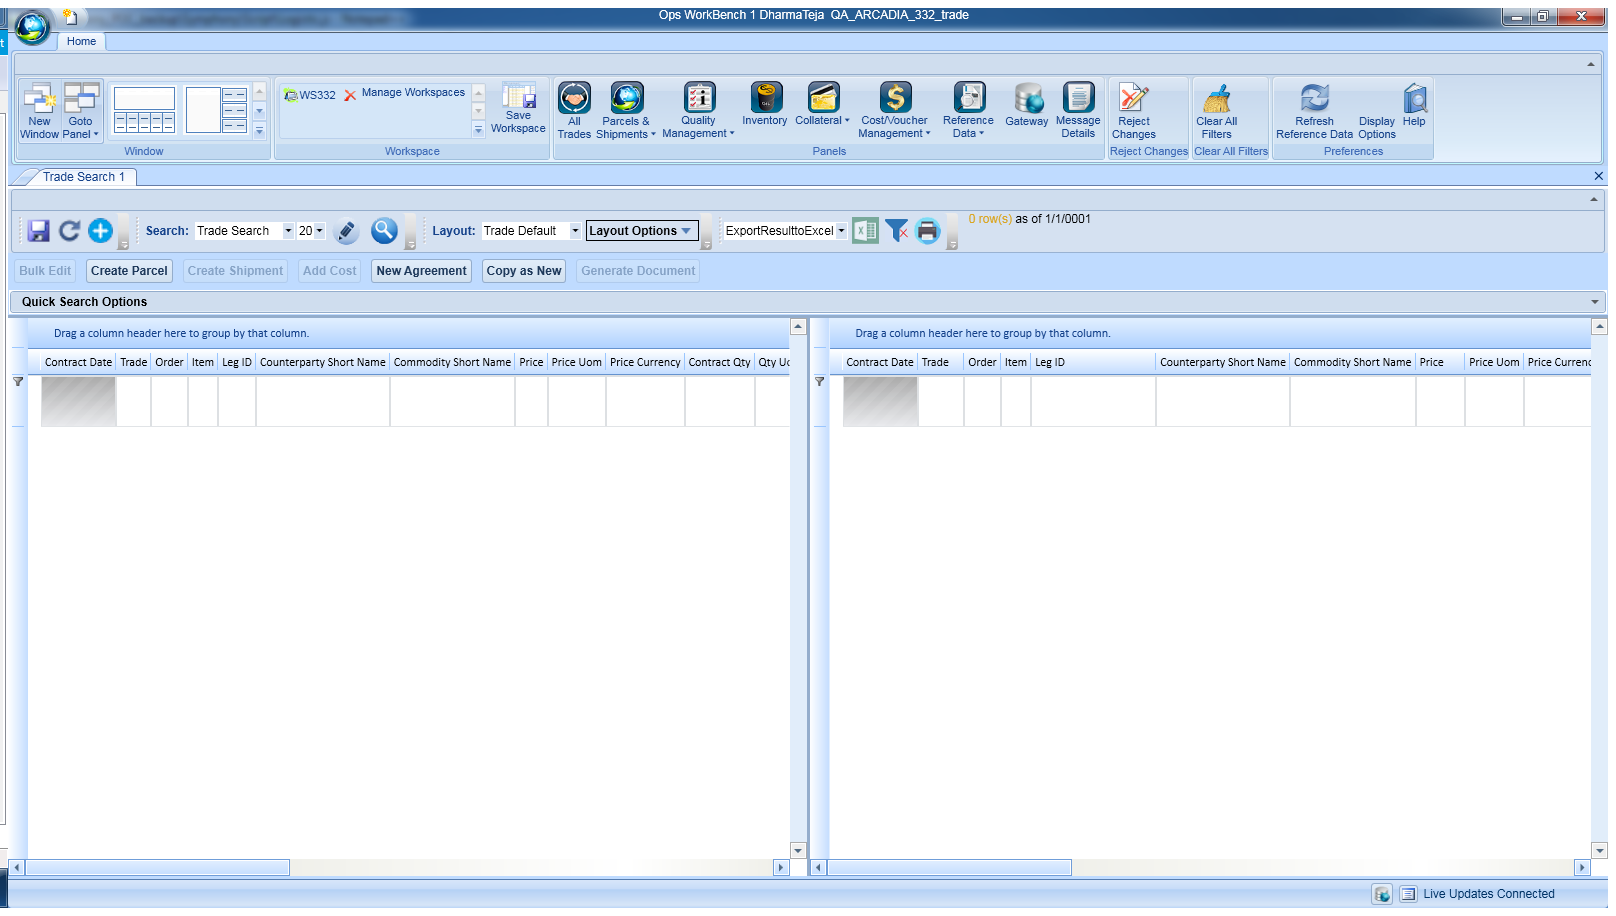 Ops WorkBench 1 DharmaTeja QA_ARCADIA_332_trade
Home
New Window
Goto Panel
Window
WS332
Manage Workspaces
Save Workspace
Workspace
All Trades
Parcels & Shipments
Quality Management
Inventory
Collateral
Cost/Voucher Management
Reference Data
Gateway
Message Details
Panels
Reject Changes
Reject Changes
Clear All Filters
Clear All Filters
Refresh Reference Data
Display Options
Help
Preferences
Trade Search 1
Search: Trade Search 20 Layout: Trade Default Layout Options ExportResulttoExcel 0 row(s) as of 1/1/0001
Bulk Edit Create Parcel Create Shipment Add Cost New Agreement Copy as New Generate Document
Quick Search Options
Drag a column header here to group by that column.
Contract Date Trade Order Item Leg ID Counterparty Short Name Commodity Short Name Price Price Uom Price Currency Contract Qty Qty Uo
Drag a column header here to group by that column.
Contract Date Trade Order Item Leg ID Counterparty Short Name Commodity Short Name Price Price Uom Price Currenc
Live Updates Connected